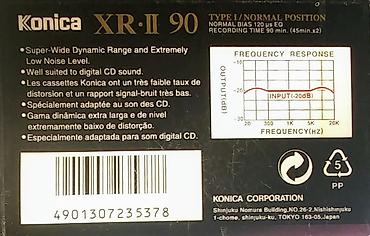 Konica XR·II 90
TYPE I / NORMAL POSITION
NORMAL BIAS 120 μs EQ
RECORDING TIME 90 min. (45min.x2)
• Super-Wide Dynamic Range and Extremely
Low Noise Level.
• Well suited to digital CD sound.
• Les cassettes Konica ont un très faible taux de
distorsion et un rapport signal-bruit très bas.
• Spécialement adaptée au son des CD.
• Gama dinâmica extra larga e de nivel
extremamente baixo de distorção.
• Especialmente adaptada para som digital CD.
FREQUENCY RESPONSE
OUTPUT(dB)
+10
0
-10
-20
INPUT(-20dB)
20 300 1K 5K 20K
FREQUENCY(HZ)
4901307235378
5
PP
KONICA CORPORATION
Shinjuku Nomura Building, NO.26-2, Nishishinjuku
1-chome, shinjuku-ku, TOKYO 163-05, Japan